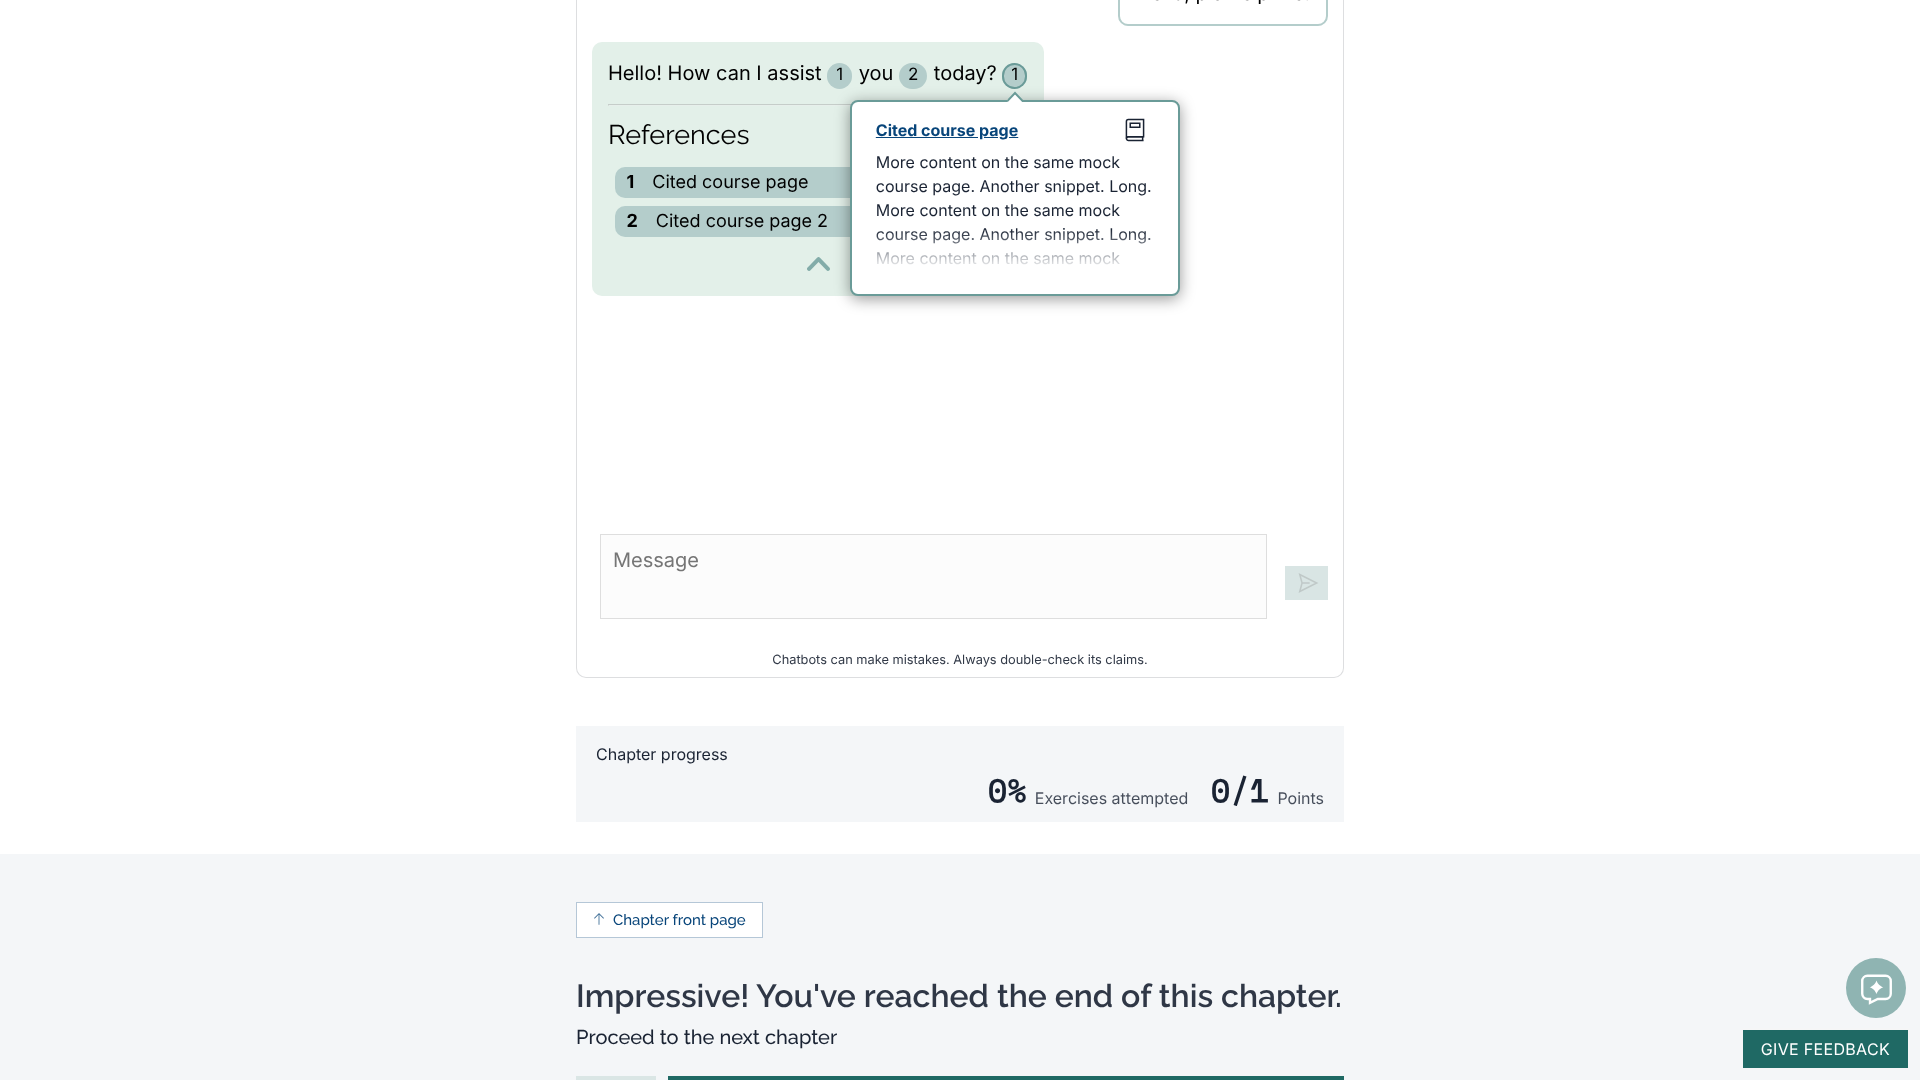 Hello! How can I assist 1 you 2 today? 1
References
1 Cited course page
2 Cited course page 2
Cited course page
More content on the same mock
course page. Another snippet. Long.
More content on the same mock
course page. Another snippet. Long.
More content on the same mock
Message
Chatbots can make mistakes. Always double-check its claims.
Chapter progress
0% Exercises attempted 0/1 Points
↑ Chapter front page
Impressive! You've reached the end of this chapter.
Proceed to the next chapter
GIVE FEEDBACK